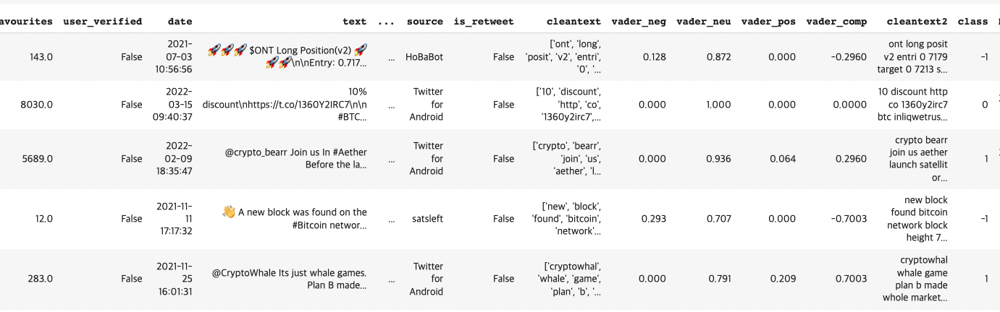 avourites user_verified date text ... source is_retweet cleantext vader_neg vader_neu vader_pos vader_comp cleantext2 class
143.0 False 2021-07-03 10:56:56 🚀🚀🚀 $ONT Long Position(v2) 🚀🚀🚀\n\nEntry: 0.717... ... HoBaBot False ['ont', 'long', 'posit', 'v2', 'entri', '0', '... 0.128 0.872 0.000 −0.2960 ont long posit v2 entri 0 7179 target 0 7213 s... −1
8030.0 False 2022-03-15 09:40:37 10% discount\nhttps://t.co/1360Y2IRC7\n\n#BTC... ... Twitter for Android False ['10', 'discount', 'http', 'co', '1360y2irc7',... 0.000 1.000 0.000 0.0000 10 discount http co 1360y2irc7 btc inliqwetrus... 0
5689.0 False 2022-02-09 18:35:47 @crypto_bearr Join us In #Aether Before the la... ... Twitter for Android False ['crypto', 'bearr', 'join', 'us', 'aether', 'l... 0.000 0.936 0.064 0.2960 crypto bearr join us aether launch satellit or... 1
12.0 False 2021-11-11 17:17:32 👋 A new block was found on the #Bitcoin networ... ... satsleft False ['new', 'block', 'found', 'bitcoin', 'network'... 0.293 0.707 0.000 −0.7003 new block found bitcoin network block height 7... −1
283.0 False 2021-11-25 16:01:31 @CryptoWhale Its just whale games. Plan B made... ... Twitter for Android False ['cryptowhal', 'whale', 'game', 'plan', 'b', '... 0.000 0.791 0.209 0.7003 cryptowhal whale game plan b made whole market... 1